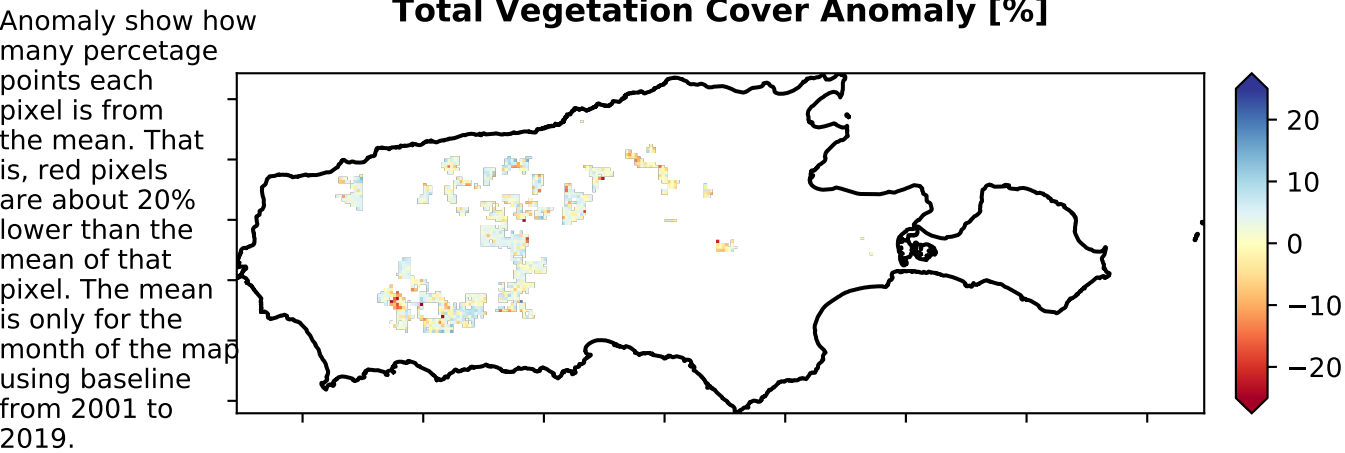 Total Vegetation Cover Anomaly [%]
Anomaly show how
many percetage
points each
pixel is from
the mean. That
is, red pixels
are about 20%
lower than the
mean of that
pixel. The mean
is only for the
month of the map
using baseline
from 2001 to
2019.
20
10
0
−10
−20